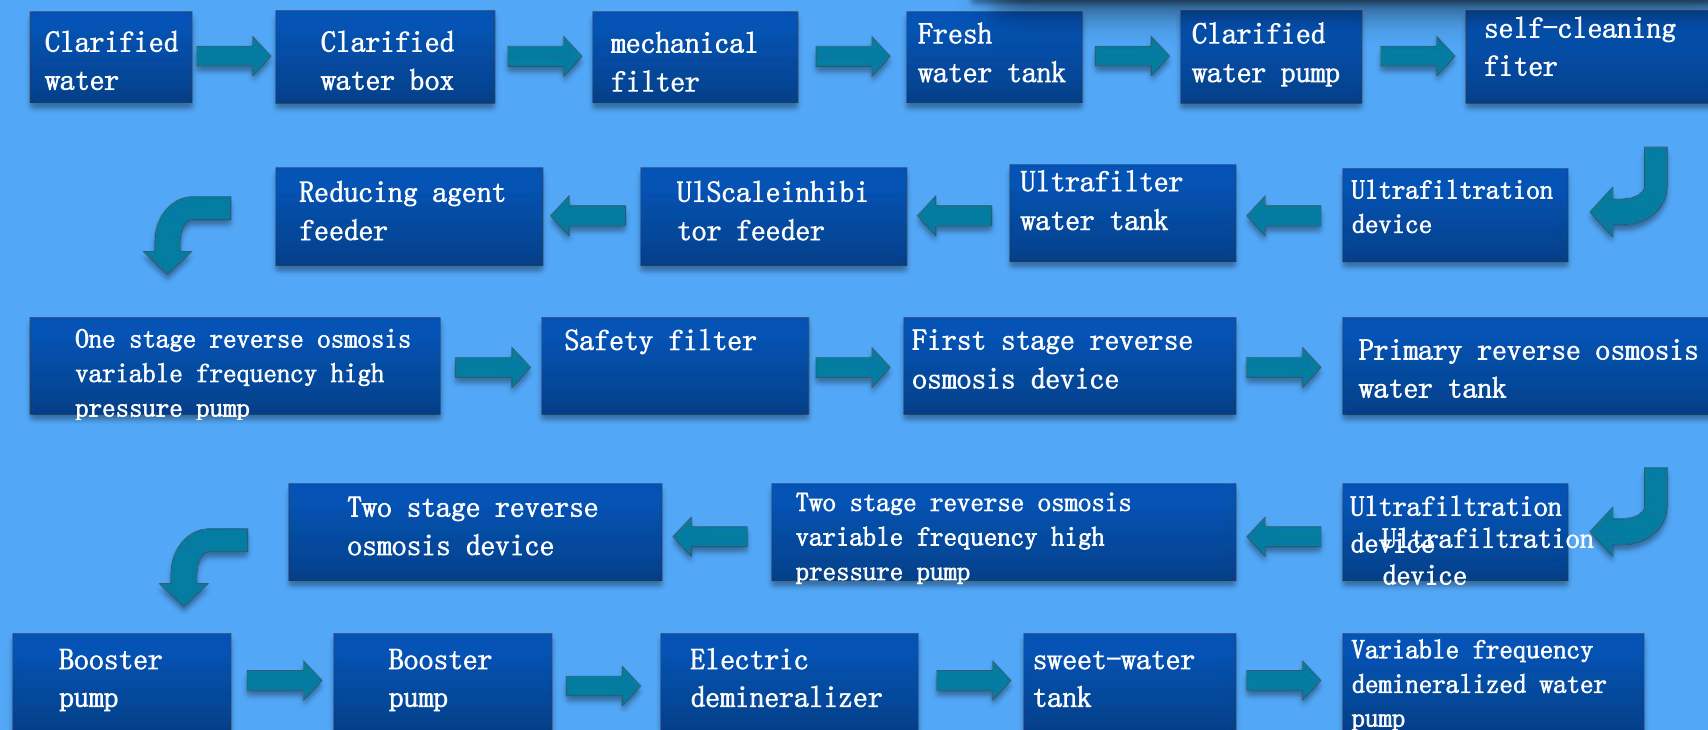 Clarified
water
Clarified
water box
mechanical
filter
Fresh
water tank
Clarified
water pump
self-cleaning
fiter
Ultrafiltration
device
Ultrafilter
water tank
UlScaleinhibi
tor feeder
Reducing agent
feeder
One stage reverse osmosis
variable frequency high
pressure pump
Safety filter
First stage reverse
osmosis device
Primary reverse osmosis
water tank
Ultrafiltration
device
Ultrafiltration
device
Two stage reverse osmosis
variable frequency high
pressure pump
Two stage reverse
osmosis device
Booster
pump
Booster
pump
Electric
demineralizer
sweet-water
tank
Variable frequency
demineralized water
pump